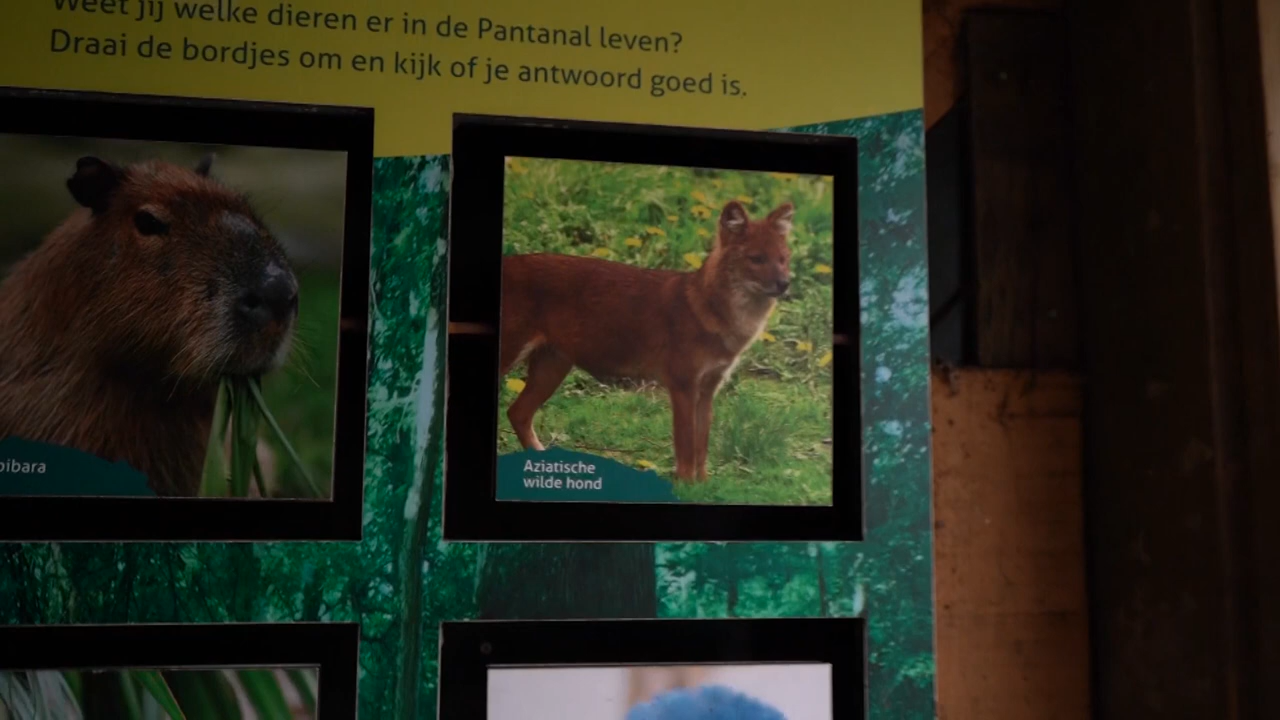 Weet jij welke dieren er in de Pantanal leven?
Draai de bordjes om en kijk of je antwoord goed is.
Aziatische
wilde hond